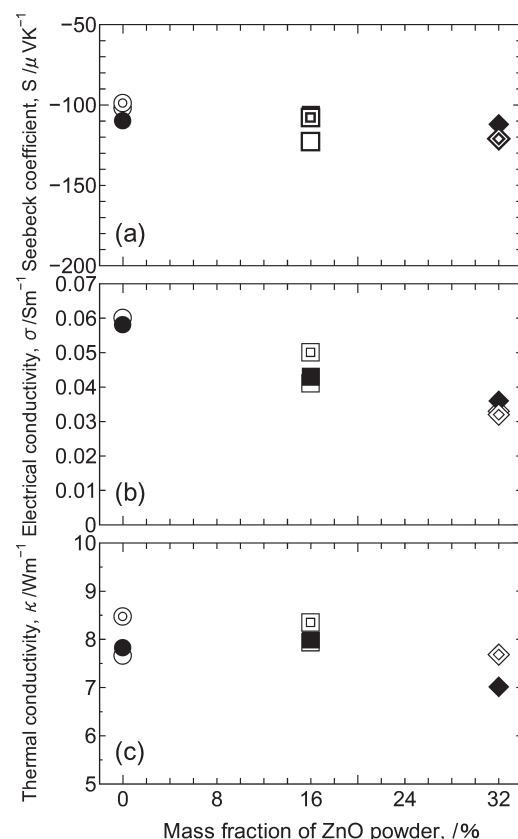 Seebeck coefficient, S /μ VK⁻¹
−50
−100
−150
−200
(a)
Electrical conductivity, σ /Sm⁻¹
0.07
0.06
0.05
0.04
0.03
0.02
0.01
0
(b)
Thermal conductivity, κ /Wm⁻¹
10
9
8
7
6
5
(c)
0 8 16 24 32
Mass fraction of ZnO powder, /%